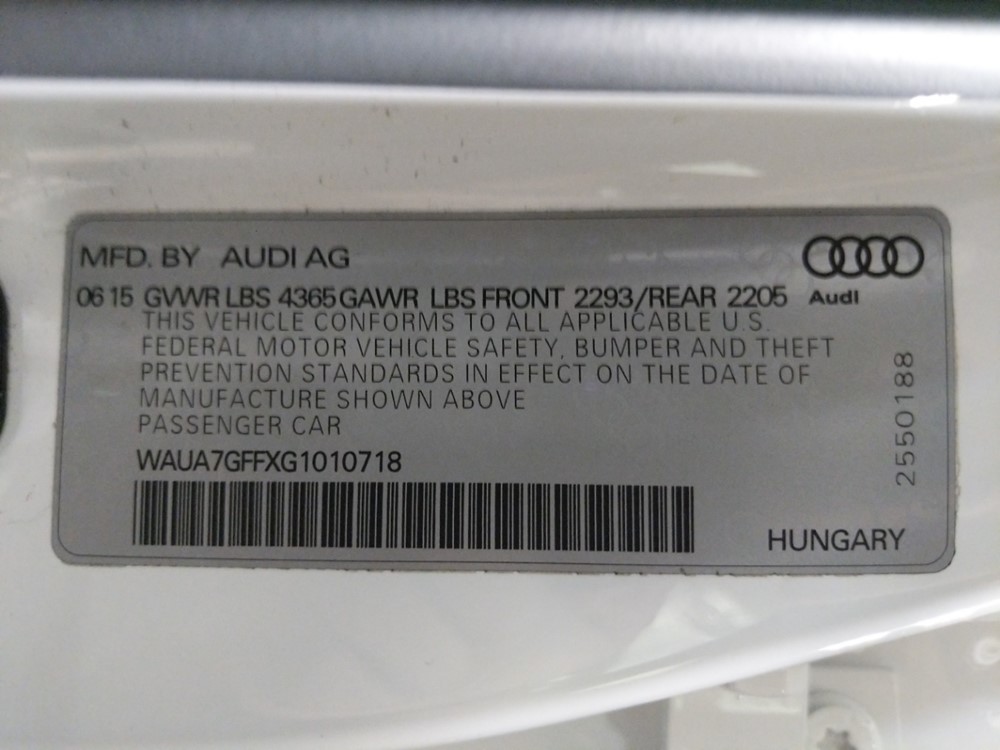 MFD. BY AUDI AG
06 15 GVWR LBS 4365 GAWR LBS FRONT 2293/REAR 2205
Audi
THIS VEHICLE CONFORMS TO ALL APPLICABLE U.S.
FEDERAL MOTOR VEHICLE SAFETY, BUMPER AND THEFT
PREVENTION STANDARDS IN EFFECT ON THE DATE OF
MANUFACTURE SHOWN ABOVE
PASSENGER CAR
WAUA7GFFXG1010718
2550188
HUNGARY